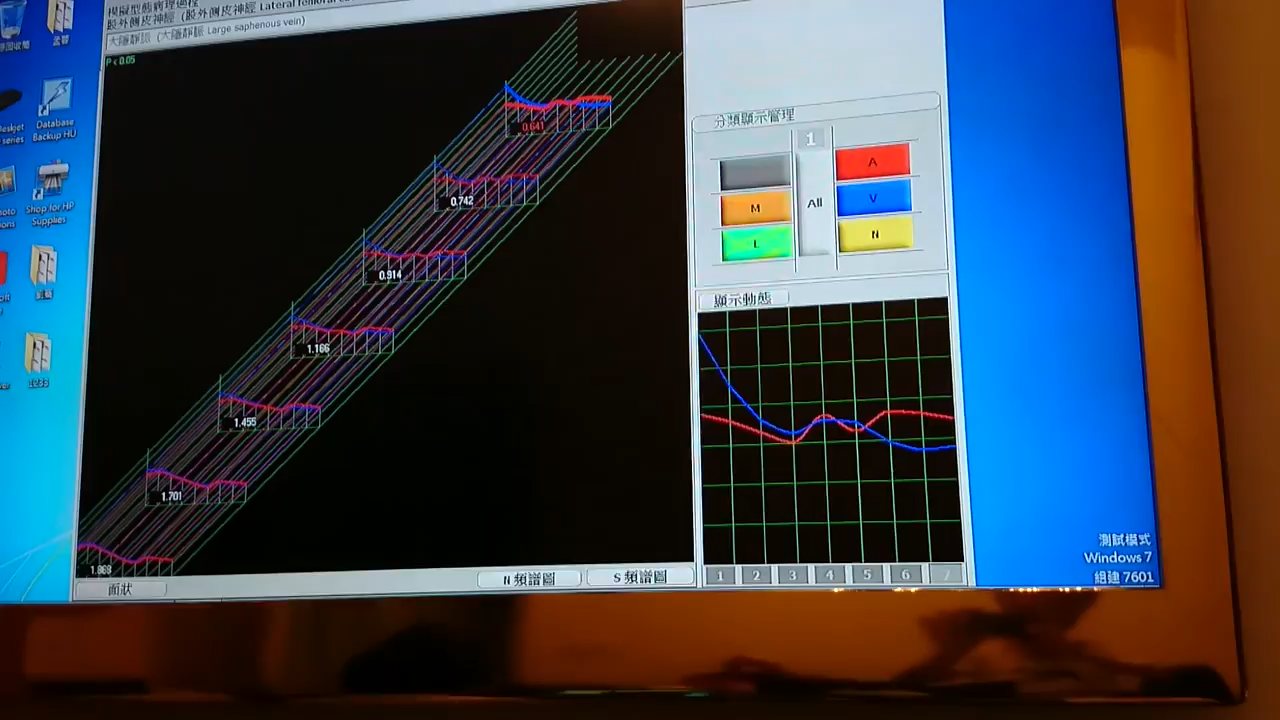 模擬型態病理過程
股外側皮神經 (股外側皮神經 Lateral femoral
大隱靜脈 (大隱靜脈 Large saphenous vein)
P < 0.05
Database
Backup HU
Shop for HP
Supplies
0.641
0.742
0.914
1.166
1.455
1.701
1.869
面狀
N 頻譜圖
S 頻譜圖
分類顯示管理
1
A
M
All
V
L
N
顯示動態
1 2 3 4 5 6 7
測試模式
Windows 7
組建 7601